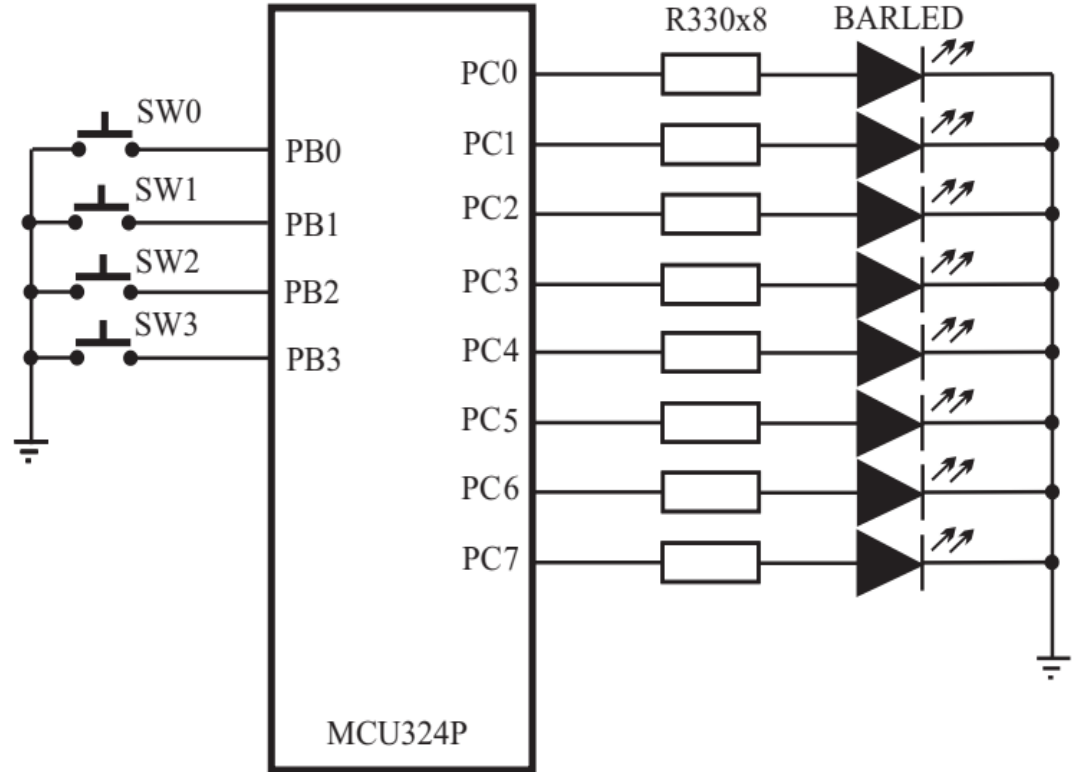 R330x8 BARLED
PC0
SW0
PB0
PC1
SW1
PB1
PC2
SW2
PB2
PC3
SW3
PB3
PC4
PC5
PC6
PC7
MCU324P